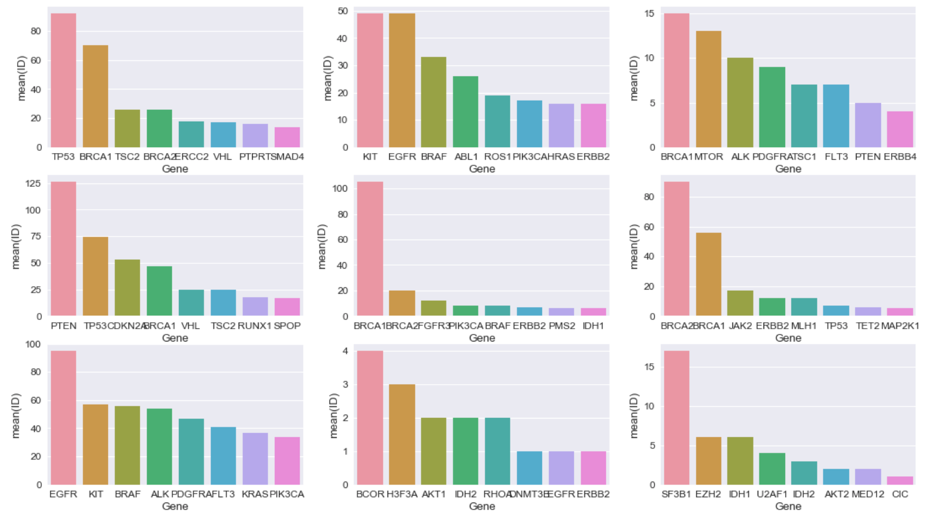 mean(ID)
80
60
40
20
0
TP53 BRCA1 TSC2 BRCA2 ERCC2 VHL PTPRT SMAD4
Gene
mean(ID)
50
40
30
20
10
0
KIT EGFR BRAF ABL1 ROS1 PIK3CA HRAS ERBB2
Gene
mean(ID)
15
10
5
0
BRCA1 MTOR ALK PDGFRA TSC1 FLT3 PTEN ERBB4
Gene
mean(ID)
125
100
75
50
25
0
PTEN TP53 CDKN2A BRCA1 VHL TSC2 RUNX1 SPOP
Gene
mean(ID)
100
80
60
40
20
0
BRCA1 BRCA2 FGFR3 PIK3CA BRAF ERBB2 PMS2 IDH1
Gene
mean(ID)
80
60
40
20
0
BRCA2 BRCA1 JAK2 ERBB2 MLH1 TP53 TET2 MAP2K1
Gene
mean(ID)
100
80
60
40
20
0
EGFR KIT BRAF ALK PDGFRA FLT3 KRAS PIK3CA
Gene
mean(ID)
4
3
2
1
0
BCOR H3F3A AKT1 IDH2 RHOA DNMT3B EGFR ERBB2
Gene
mean(ID)
15
10
5
0
SF3B1 EZH2 IDH1 U2AF1 IDH2 AKT2 MED12 CIC
Gene